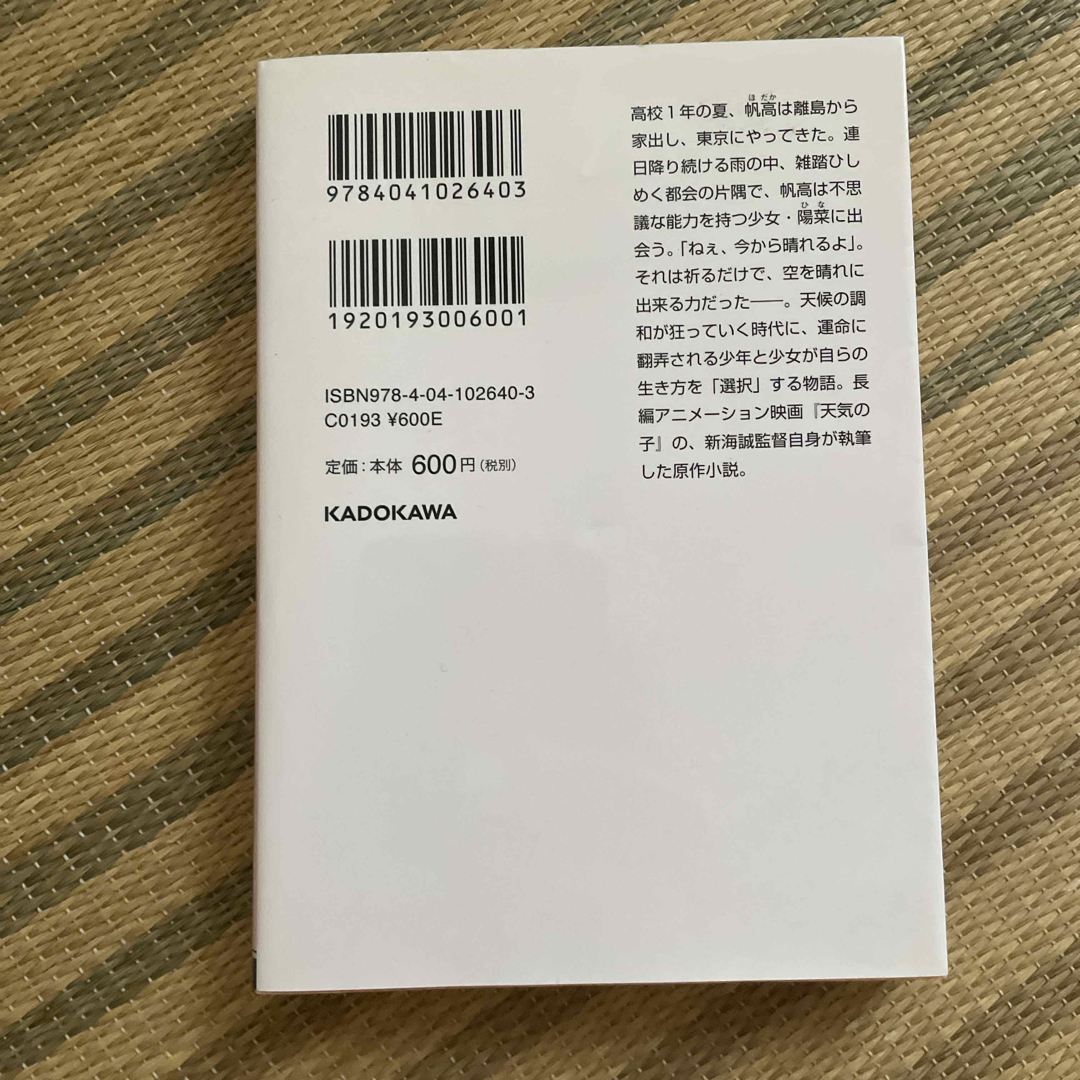 9784041026403
1920193006001
ISBN978-4-04-102640-3
C0193 ¥600E
定価:本体 600円(税別)
KADOKAWA
高校1年の夏、帆高は離島から
家出し、東京にやってきた。連
日降り続ける雨の中、雑踏ひし
めく都会の片隅で、帆高は不思
議な能力を持つ少女・陽菜に出
会う。「ねぇ、今から晴れるよ」。
それは祈るだけで、空を晴れに
出来る力だった――。天候の調
和が狂っていく時代に、運命に
翻弄される少年と少女が自らの
生き方を「選択」する物語。長
編アニメーション映画『天気の
子』の、新海誠監督自身が執筆
した原作小説。
ほだか
ひな